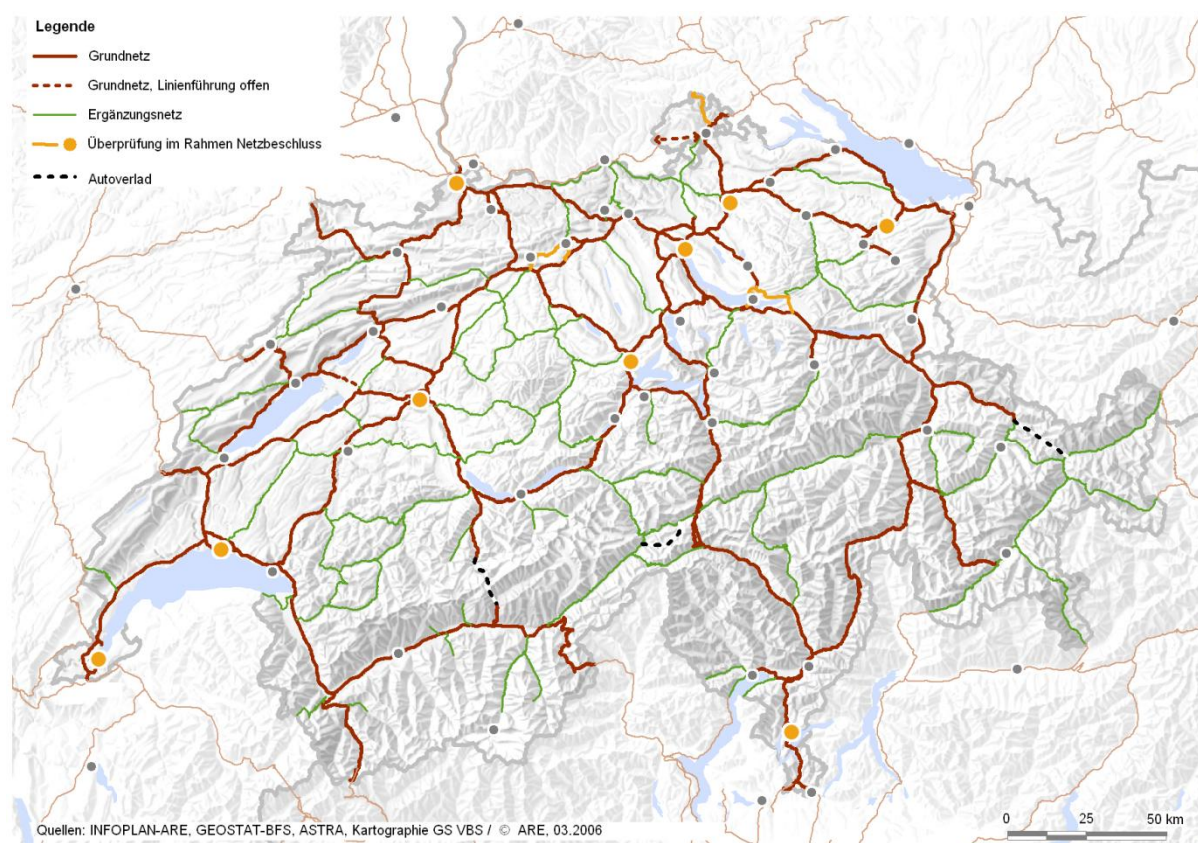 Legende
Grundnetz
Grundnetz, Linienführung offen
Ergänzungsnetz
Überprüfung im Rahmen Netzbeschluss
Autoverlad
Quellen: INFOPLAN-ARE, GEOSTAT-BFS, ASTRA, Kartographie GS VBS / © ARE, 03.2006
0 25 50 km